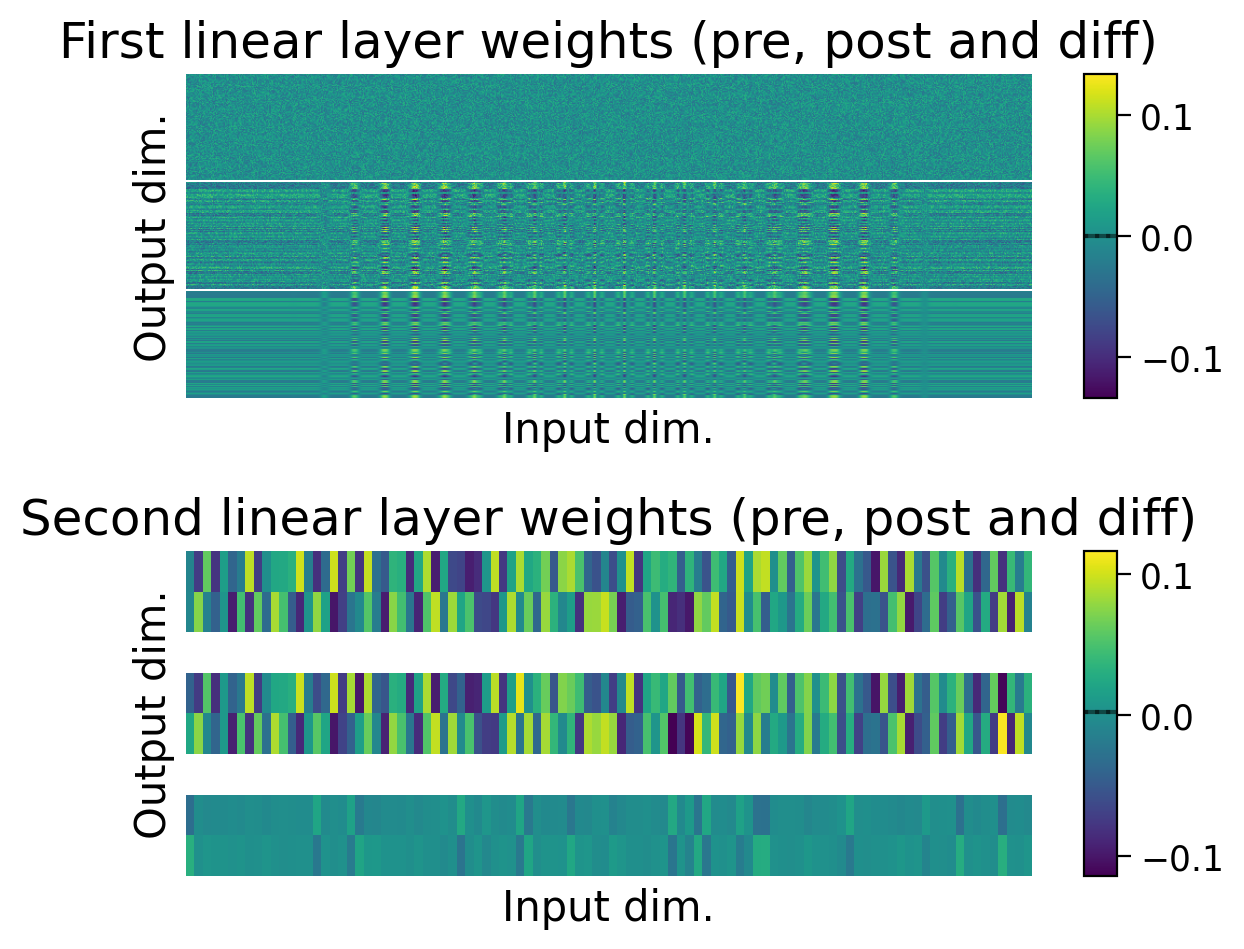 First linear layer weights (pre, post and diff)
Output dim.
0.1
0.0
−0.1
Input dim.
Second linear layer weights (pre, post and diff)
Output dim.
0.1
0.0
−0.1
Input dim.